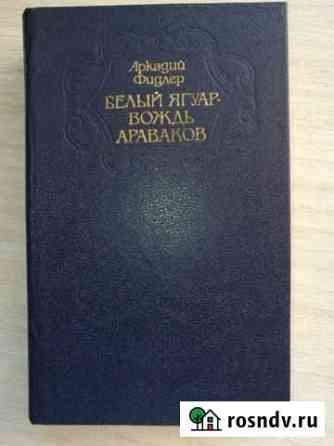 Аркадий
Фидлер
БЕЛЫЙ ЯГУАР-
ВОЖДЬ
АРАВАКОВ
rosndv.ru